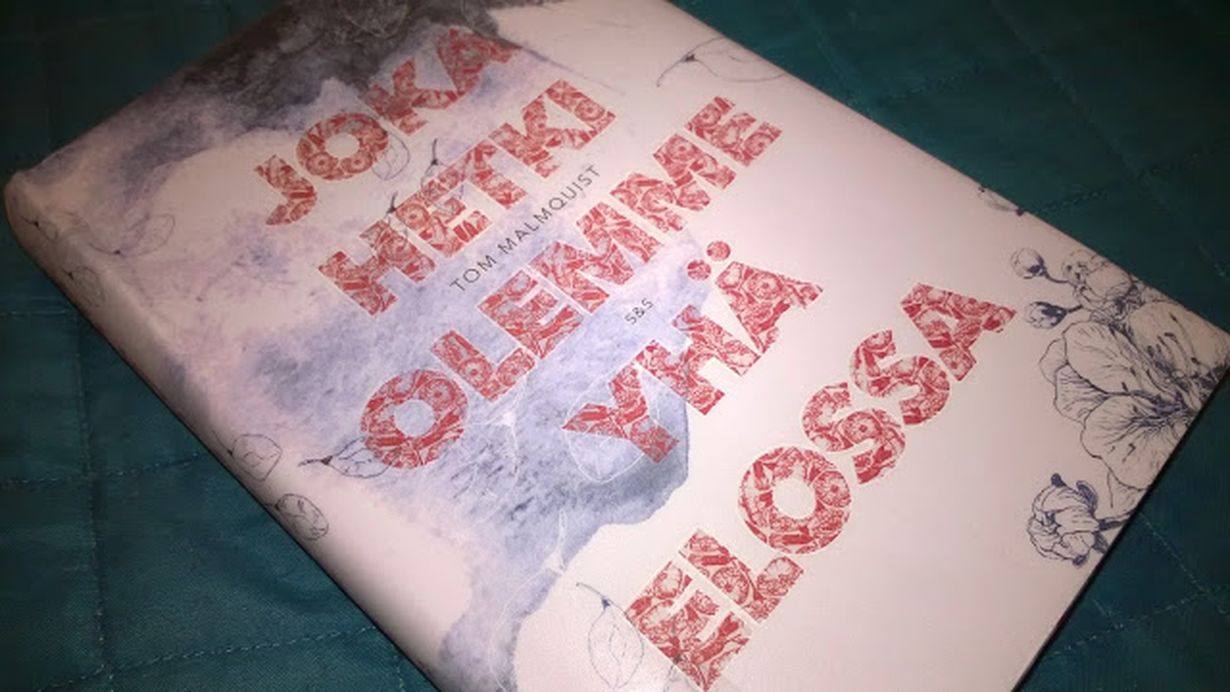 JOKA
HETKI
TOM MALMQUIST
OLEMME
S&S
YHÄ
ELOSSA